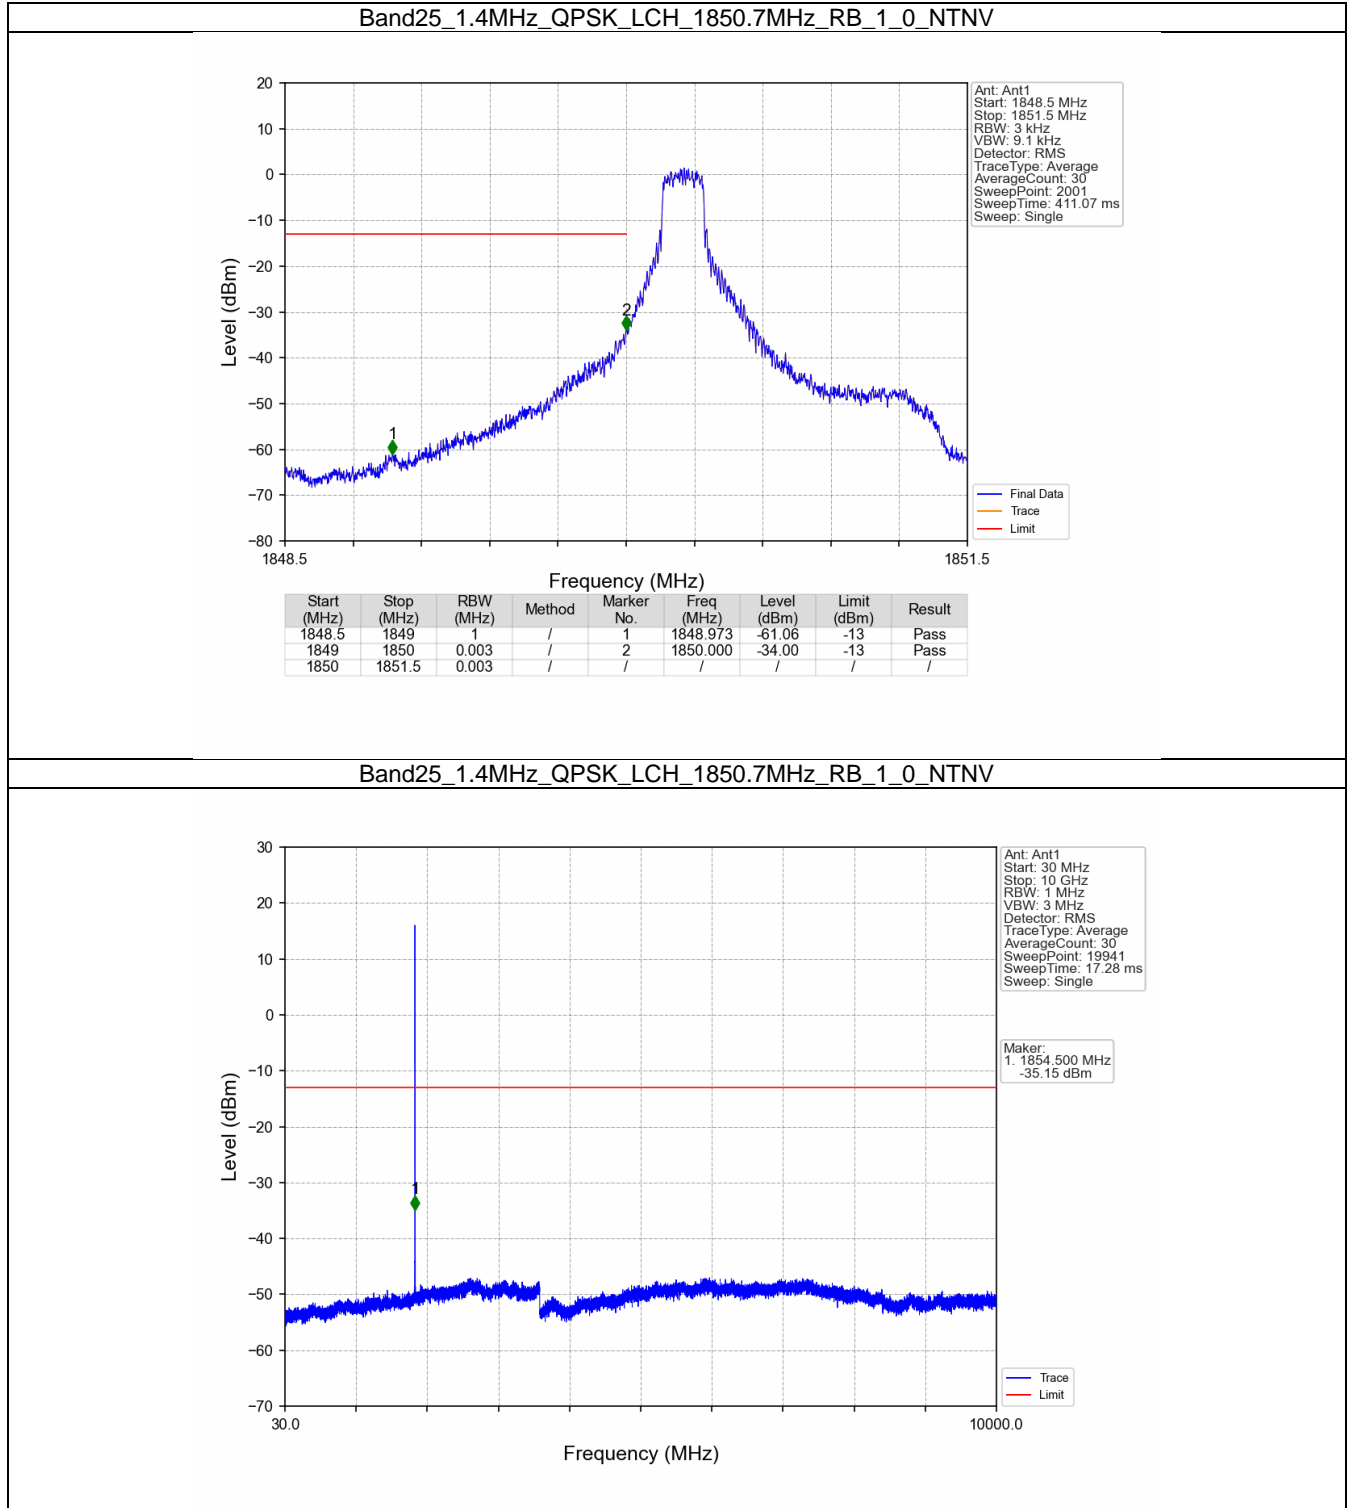 Band25_1.4MHz_QPSK_LCH_1850.7MHz_RB_1_0_NTNV
20
10
0
−10
−20
−30
−40
−50
−60
−70
−80
Level (dBm)
1
2
1848.5
1851.5
Frequency (MHz)
Ant: Ant1
Start: 1848.5 MHz
Stop: 1851.5 MHz
RBW: 3 kHz
VBW: 9.1 kHz
Detector: RMS
TraceType: Average
AverageCount: 30
SweepPoint: 2001
SweepTime: 411.07 ms
Sweep: Single
Final Data
Trace
Limit
Start (MHz) Stop (MHz) RBW (MHz) Method Marker No. Freq (MHz) Level (dBm) Limit (dBm) Result
1848.5 1849 1 / 1 1848.973 -61.06 -13 Pass
1849 1850 0.003 / 2 1850.000 -34.00 -13 Pass
1850 1851.5 0.003 / / / / / /
Band25_1.4MHz_QPSK_LCH_1850.7MHz_RB_1_0_NTNV
30
20
10
0
−10
−20
−30
−40
−50
−60
−70
Level (dBm)
1
30.0
10000.0
Frequency (MHz)
Ant: Ant1
Start: 30 MHz
Stop: 10 GHz
RBW: 1 MHz
VBW: 3 MHz
Detector: RMS
TraceType: Average
AverageCount: 30
SweepPoint: 19941
SweepTime: 17.28 ms
Sweep: Single
Maker:
1. 1854.500 MHz
-35.15 dBm
Trace
Limit